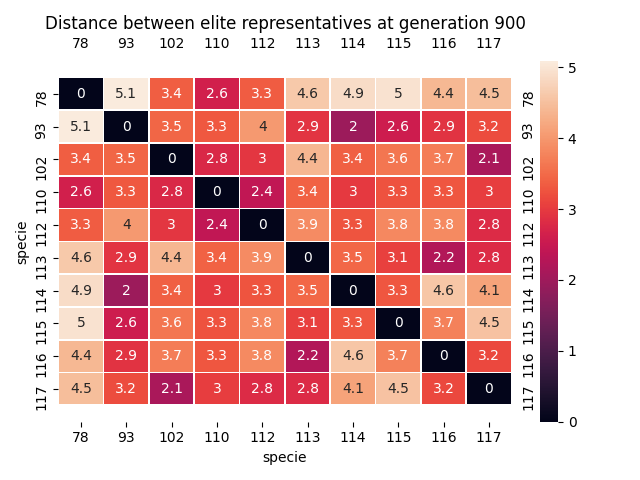 Distance between elite representatives at generation 900
78 93 102 110 112 113 114 115 116 117
78 0 5.1 3.4 2.6 3.3 4.6 4.9 5 4.4 4.5 78
93 5.1 0 3.5 3.3 4 2.9 2 2.6 2.9 3.2 93
102 3.4 3.5 0 2.8 3 4.4 3.4 3.6 3.7 2.1 102
110 2.6 3.3 2.8 0 2.4 3.4 3 3.3 3.3 3 110
112 3.3 4 3 2.4 0 3.9 3.3 3.8 3.8 2.8 112
113 4.6 2.9 4.4 3.4 3.9 0 3.5 3.1 2.2 2.8 113
114 4.9 2 3.4 3 3.3 3.5 0 3.3 4.6 4.1 114
115 5 2.6 3.6 3.3 3.8 3.1 3.3 0 3.7 4.5 115
116 4.4 2.9 3.7 3.3 3.8 2.2 4.6 3.7 0 3.2 116
117 4.5 3.2 2.1 3 2.8 2.8 4.1 4.5 3.2 0 117
78 93 102 110 112 113 114 115 116 117
specie
specie
5
4
3
2
1
0